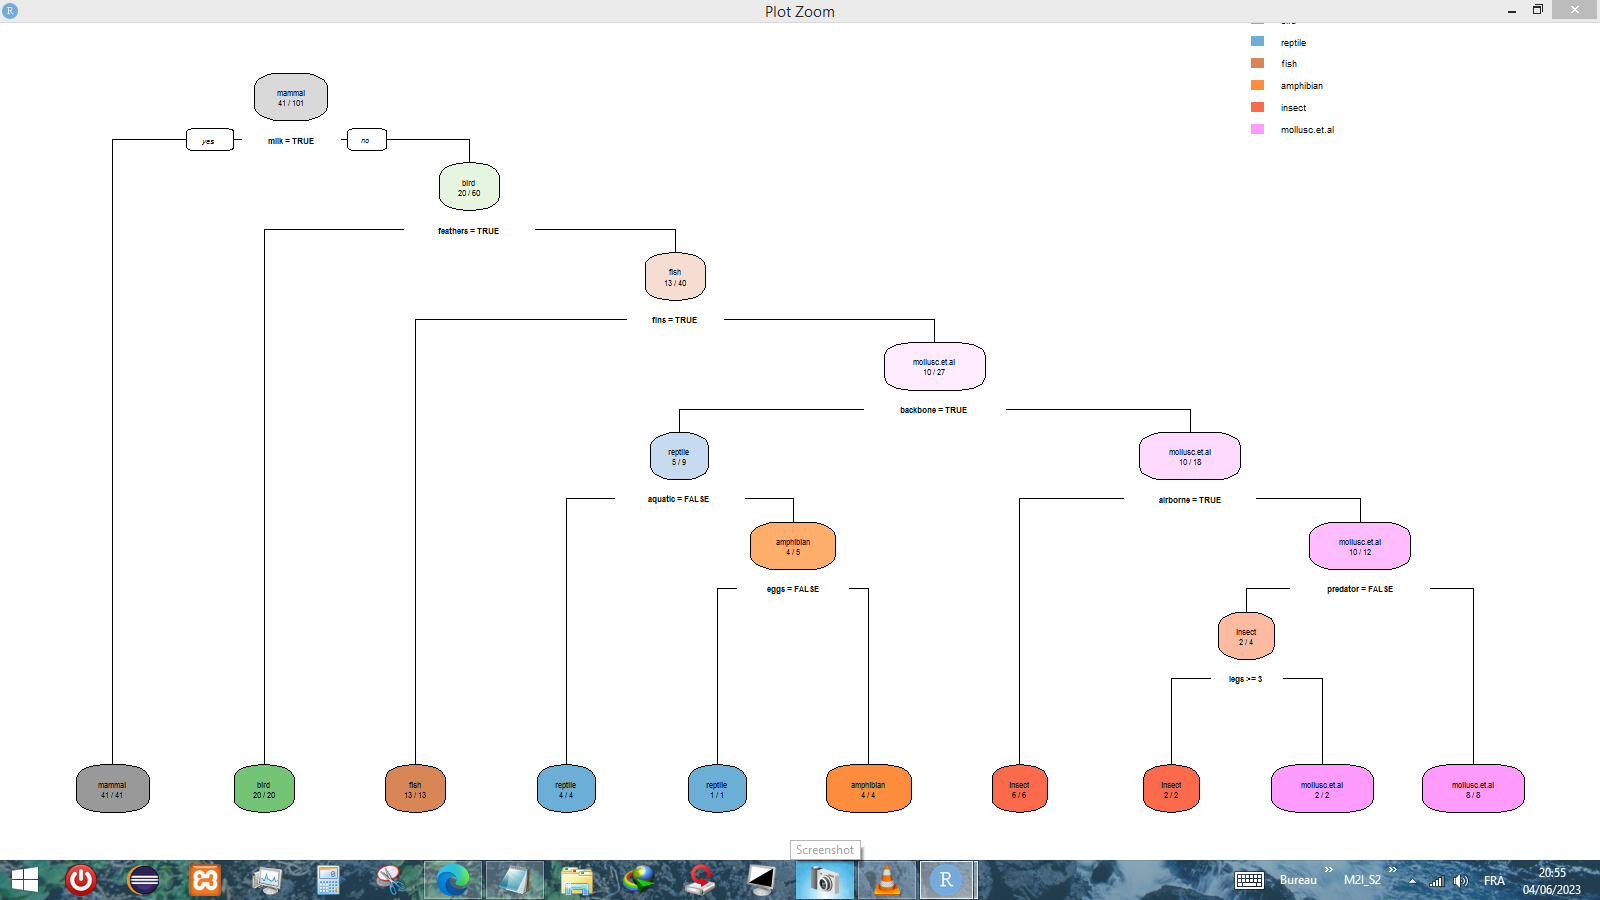 Plot Zoom
reptile
fish
amphibian
insect
mollusc.et.al
mammal
41 / 101
yes
milk = TRUE
no
bird
20 / 60
feathers = TRUE
fish
13 / 40
fins = TRUE
mollusc.et.al
10 / 27
backbone = TRUE
reptile
5 / 9
mollusc.et.al
10 / 18
aquatic = FALSE
airborne = TRUE
amphibian
4 / 5
mollusc.et.al
10 / 12
eggs = FALSE
predator = FALSE
insect
2 / 4
legs >= 3
mammal
41 / 41
bird
20 / 20
fish
13 / 13
reptile
4 / 4
reptile
1 / 1
amphibian
4 / 4
insect
6 / 6
insect
2 / 2
mollusc.et.al
2 / 2
mollusc.et.al
8 / 8
Screenshot
R
Bureau
M2I_S2
FRA
20:55
04/06/2023